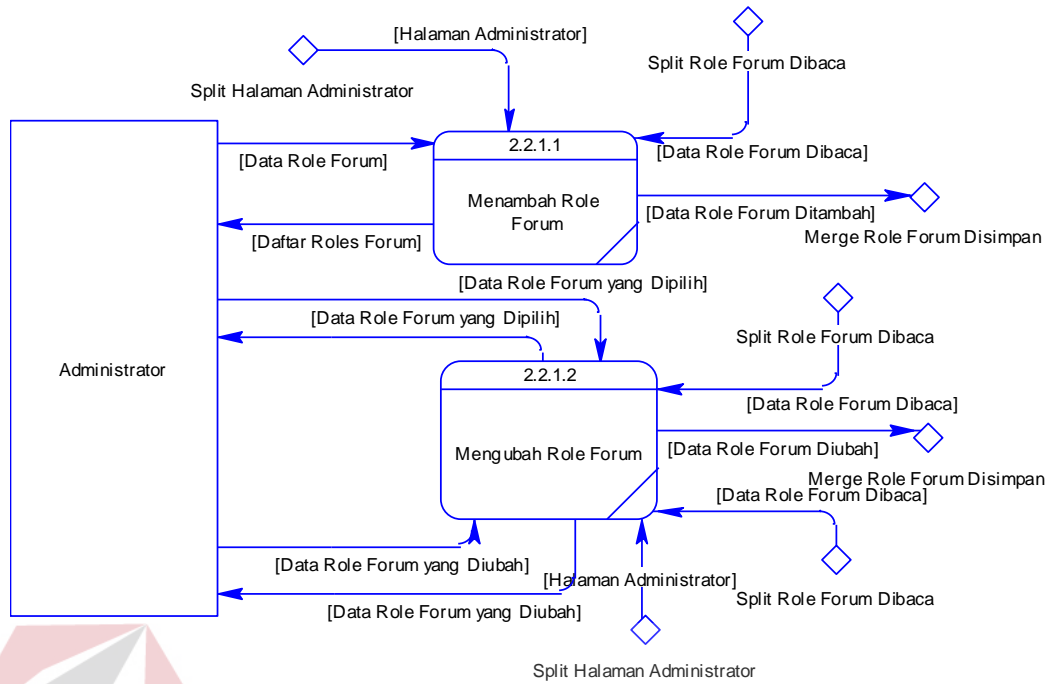 [Halaman Administrator]
Split Role Forum Dibaca
Split Halaman Administrator
2.2.1.1
[Data Role Forum]
[Data Role Forum Dibaca]
Menambah Role
Forum
[Data Role Forum Ditambah]
[Daftar Roles Forum]
Merge Role Forum Disimpan
[Data Role Forum yang Dipilih]
[Data Role Forum yang Dipilih]
Split Role Forum Dibaca
Administrator
2.2.1.2
[Data Role Forum Dibaca]
Mengubah Role Forum
[Data Role Forum Diubah]
Merge Role Forum Disimpan
[Data Role Forum Dibaca]
[Data Role Forum yang Diubah]
[Halaman Administrator]
Split Role Forum Dibaca
[Data Role Forum yang Diubah]
Split Halaman Administrator